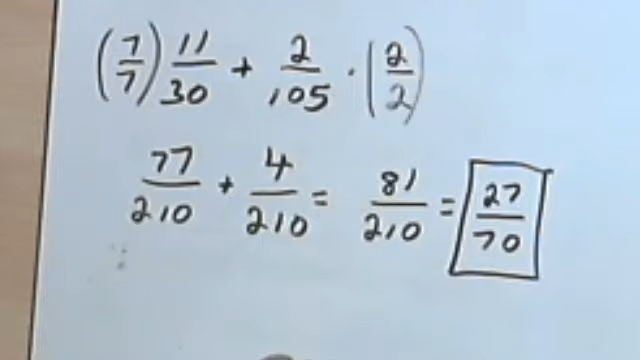 (7/7) 11/30 + 2/105 · (2/2)
77/210 + 4/210 = 81/210 = 27/70